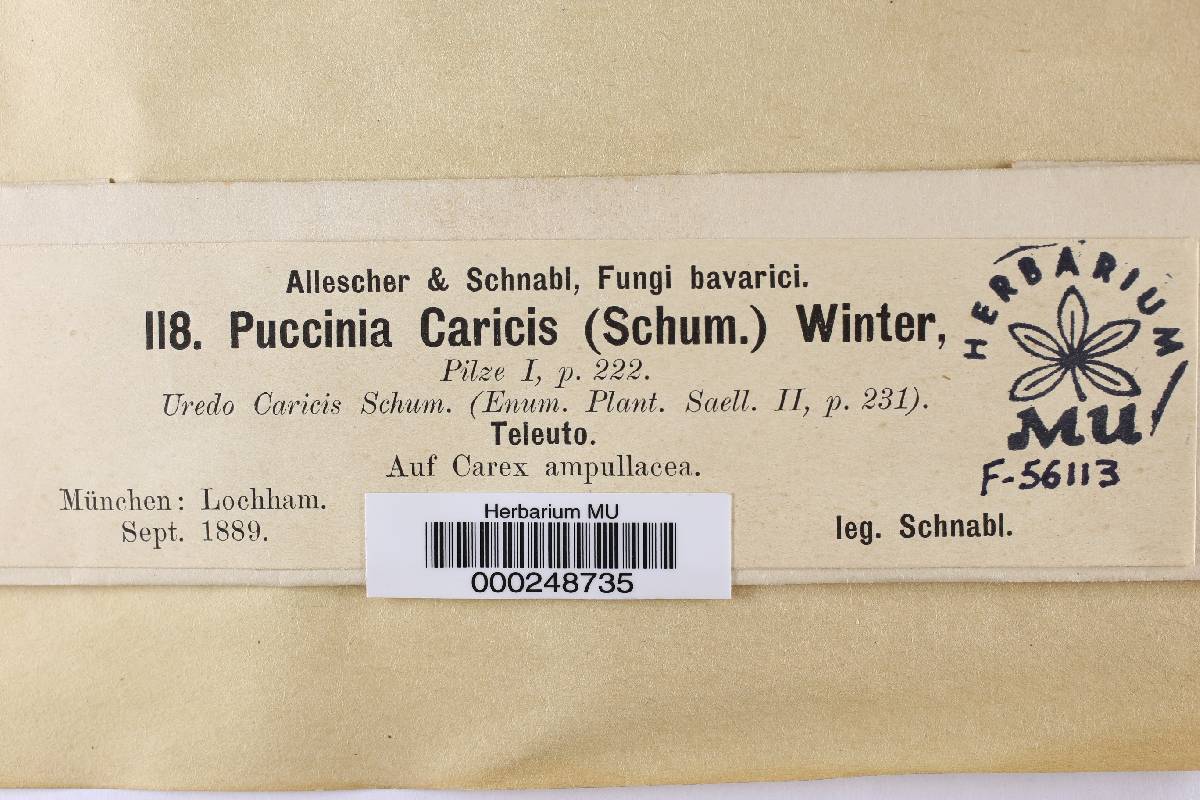 Allescher & Schnabl, Fungi bavarici.
118. Puccinia Caricis (Schum.) Winter,
Pilze I, p. 222.
Uredo Caricis Schum. (Enum. Plant. Saell. II, p. 231).
Teleuto.
Auf Carex ampullacea.
München: Lochham.
Sept. 1889.
leg. Schnabl.
HERBARIUM
MU
F-56113
Herbarium MU
000248735